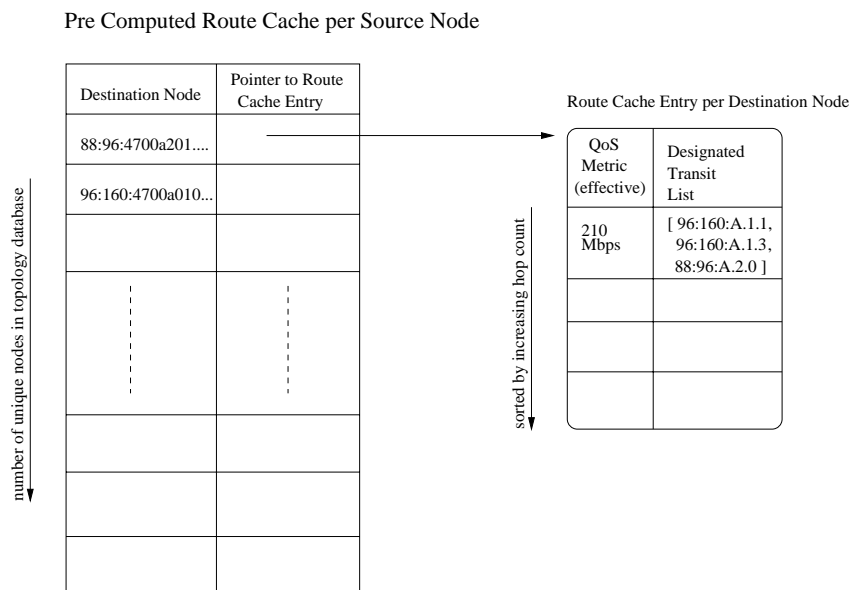 Pre Computed Route Cache per Source Node
Destination Node
Pointer to Route
Cache Entry
88:96:4700a201....
96:160:4700a010...
number of unique nodes in topology database
Route Cache Entry per Destination Node
QoS
Metric
(effective)
Designated
Transit
List
210
Mbps
[ 96:160:A.1.1,
96:160:A.1.3,
88:96:A.2.0 ]
sorted by increasing hop count